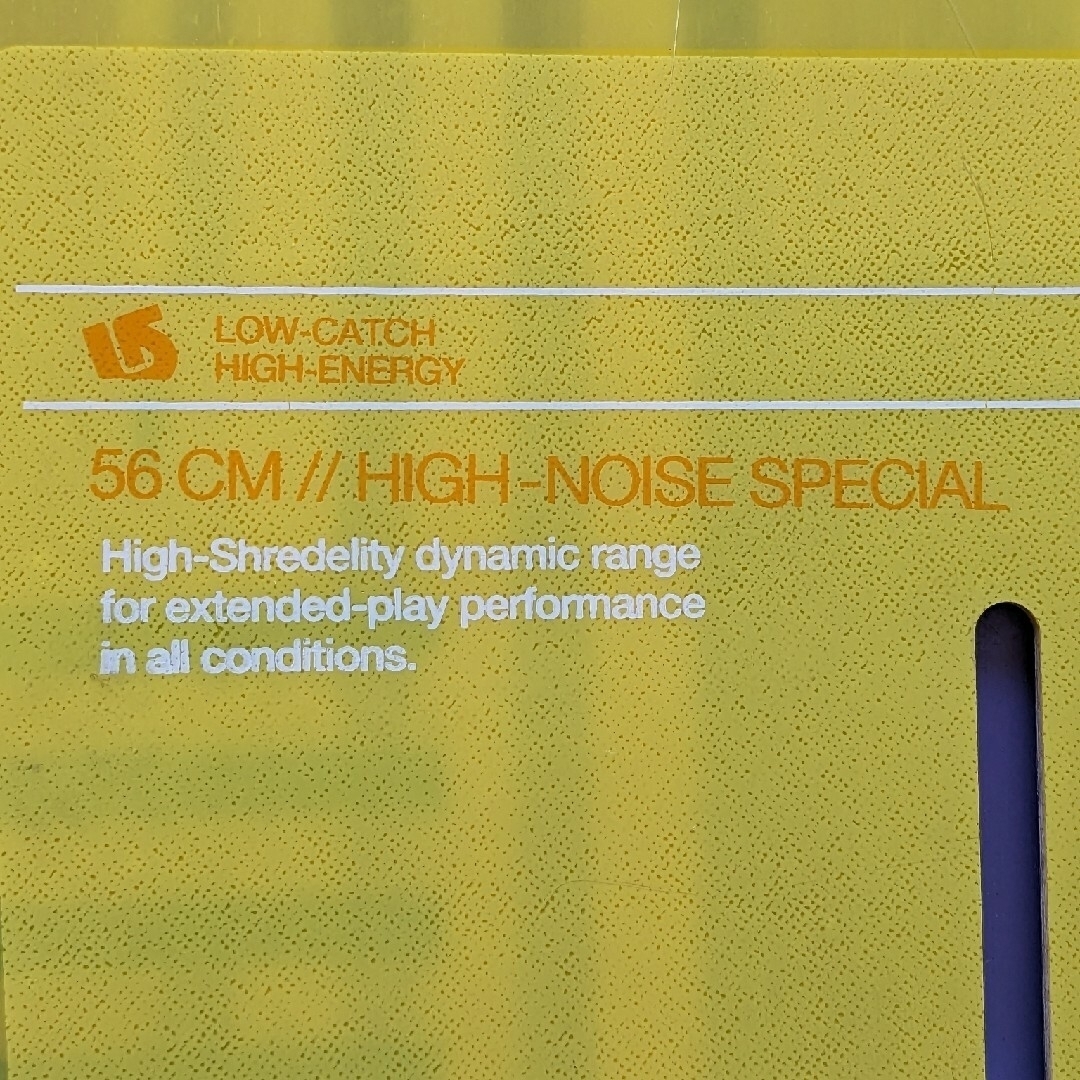 LOW-CATCH
HIGH-ENERGY
56 CM // HIGH-NOISE SPECIAL
High-Shredelity dynamic range
for extended-play performance
in all conditions.